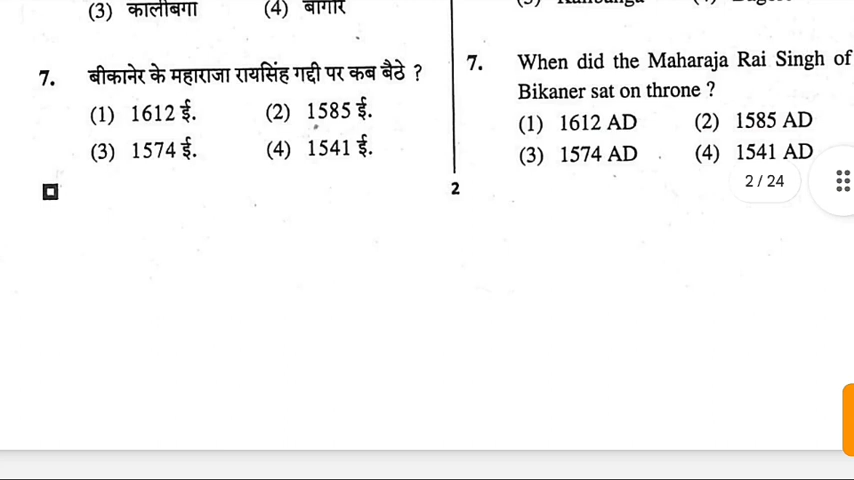 (3) कालीबंगा (4) बागोर
7. बीकानेर के महाराजा रायसिंह गद्दी पर कब बैठे ?
(1) 1612 ई. (2) 1585 ई.
(3) 1574 ई. (4) 1541 ई.
7. When did the Maharaja Rai Singh of
Bikaner sat on throne ?
(1) 1612 AD (2) 1585 AD
(3) 1574 AD (4) 1541 AD
2
2 / 24